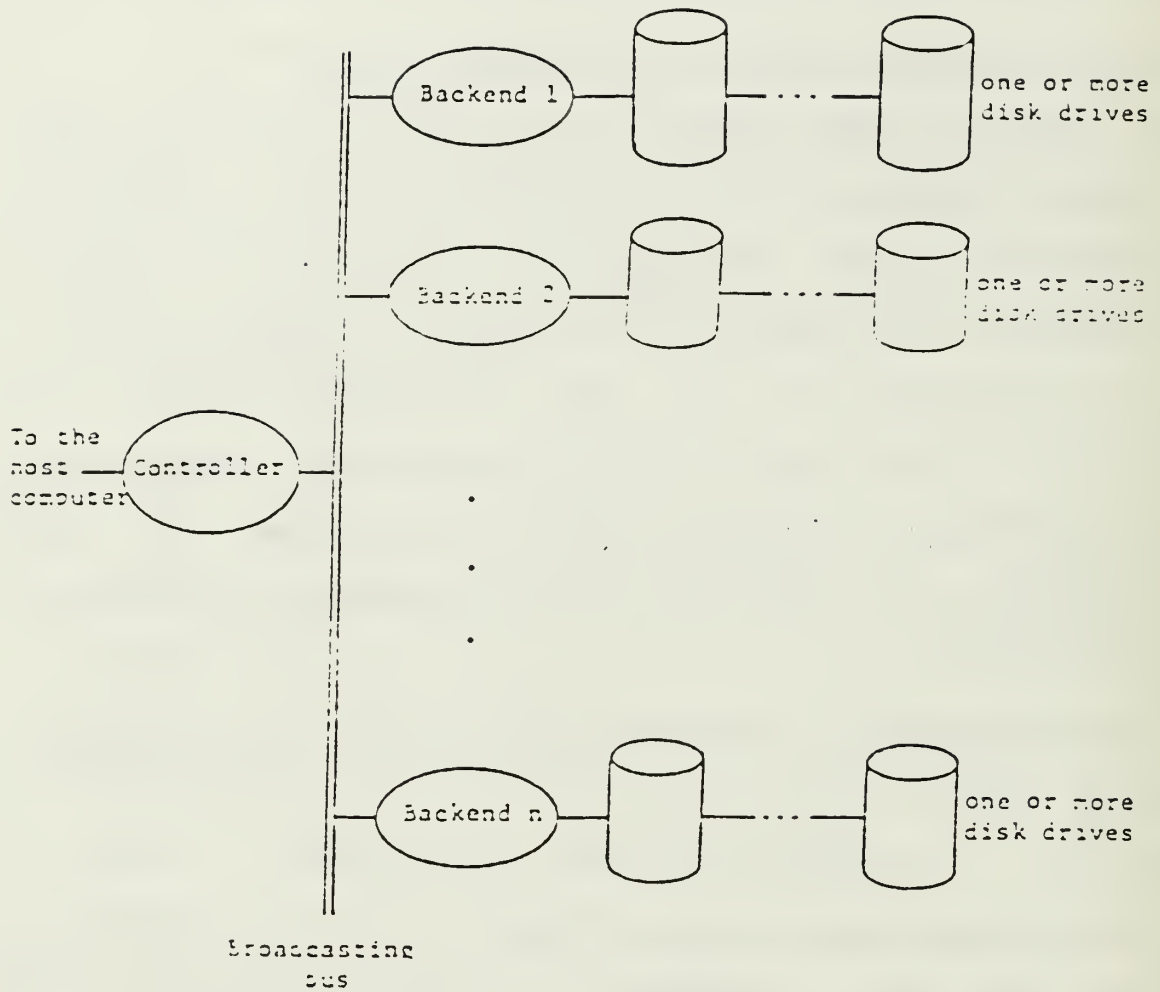 Backend 1
one or more
disk drives
Backend 2
one or more
disk drives
To the
host
computer
Controller
Backend n
one or more
disk drives
Broadcasting
bus